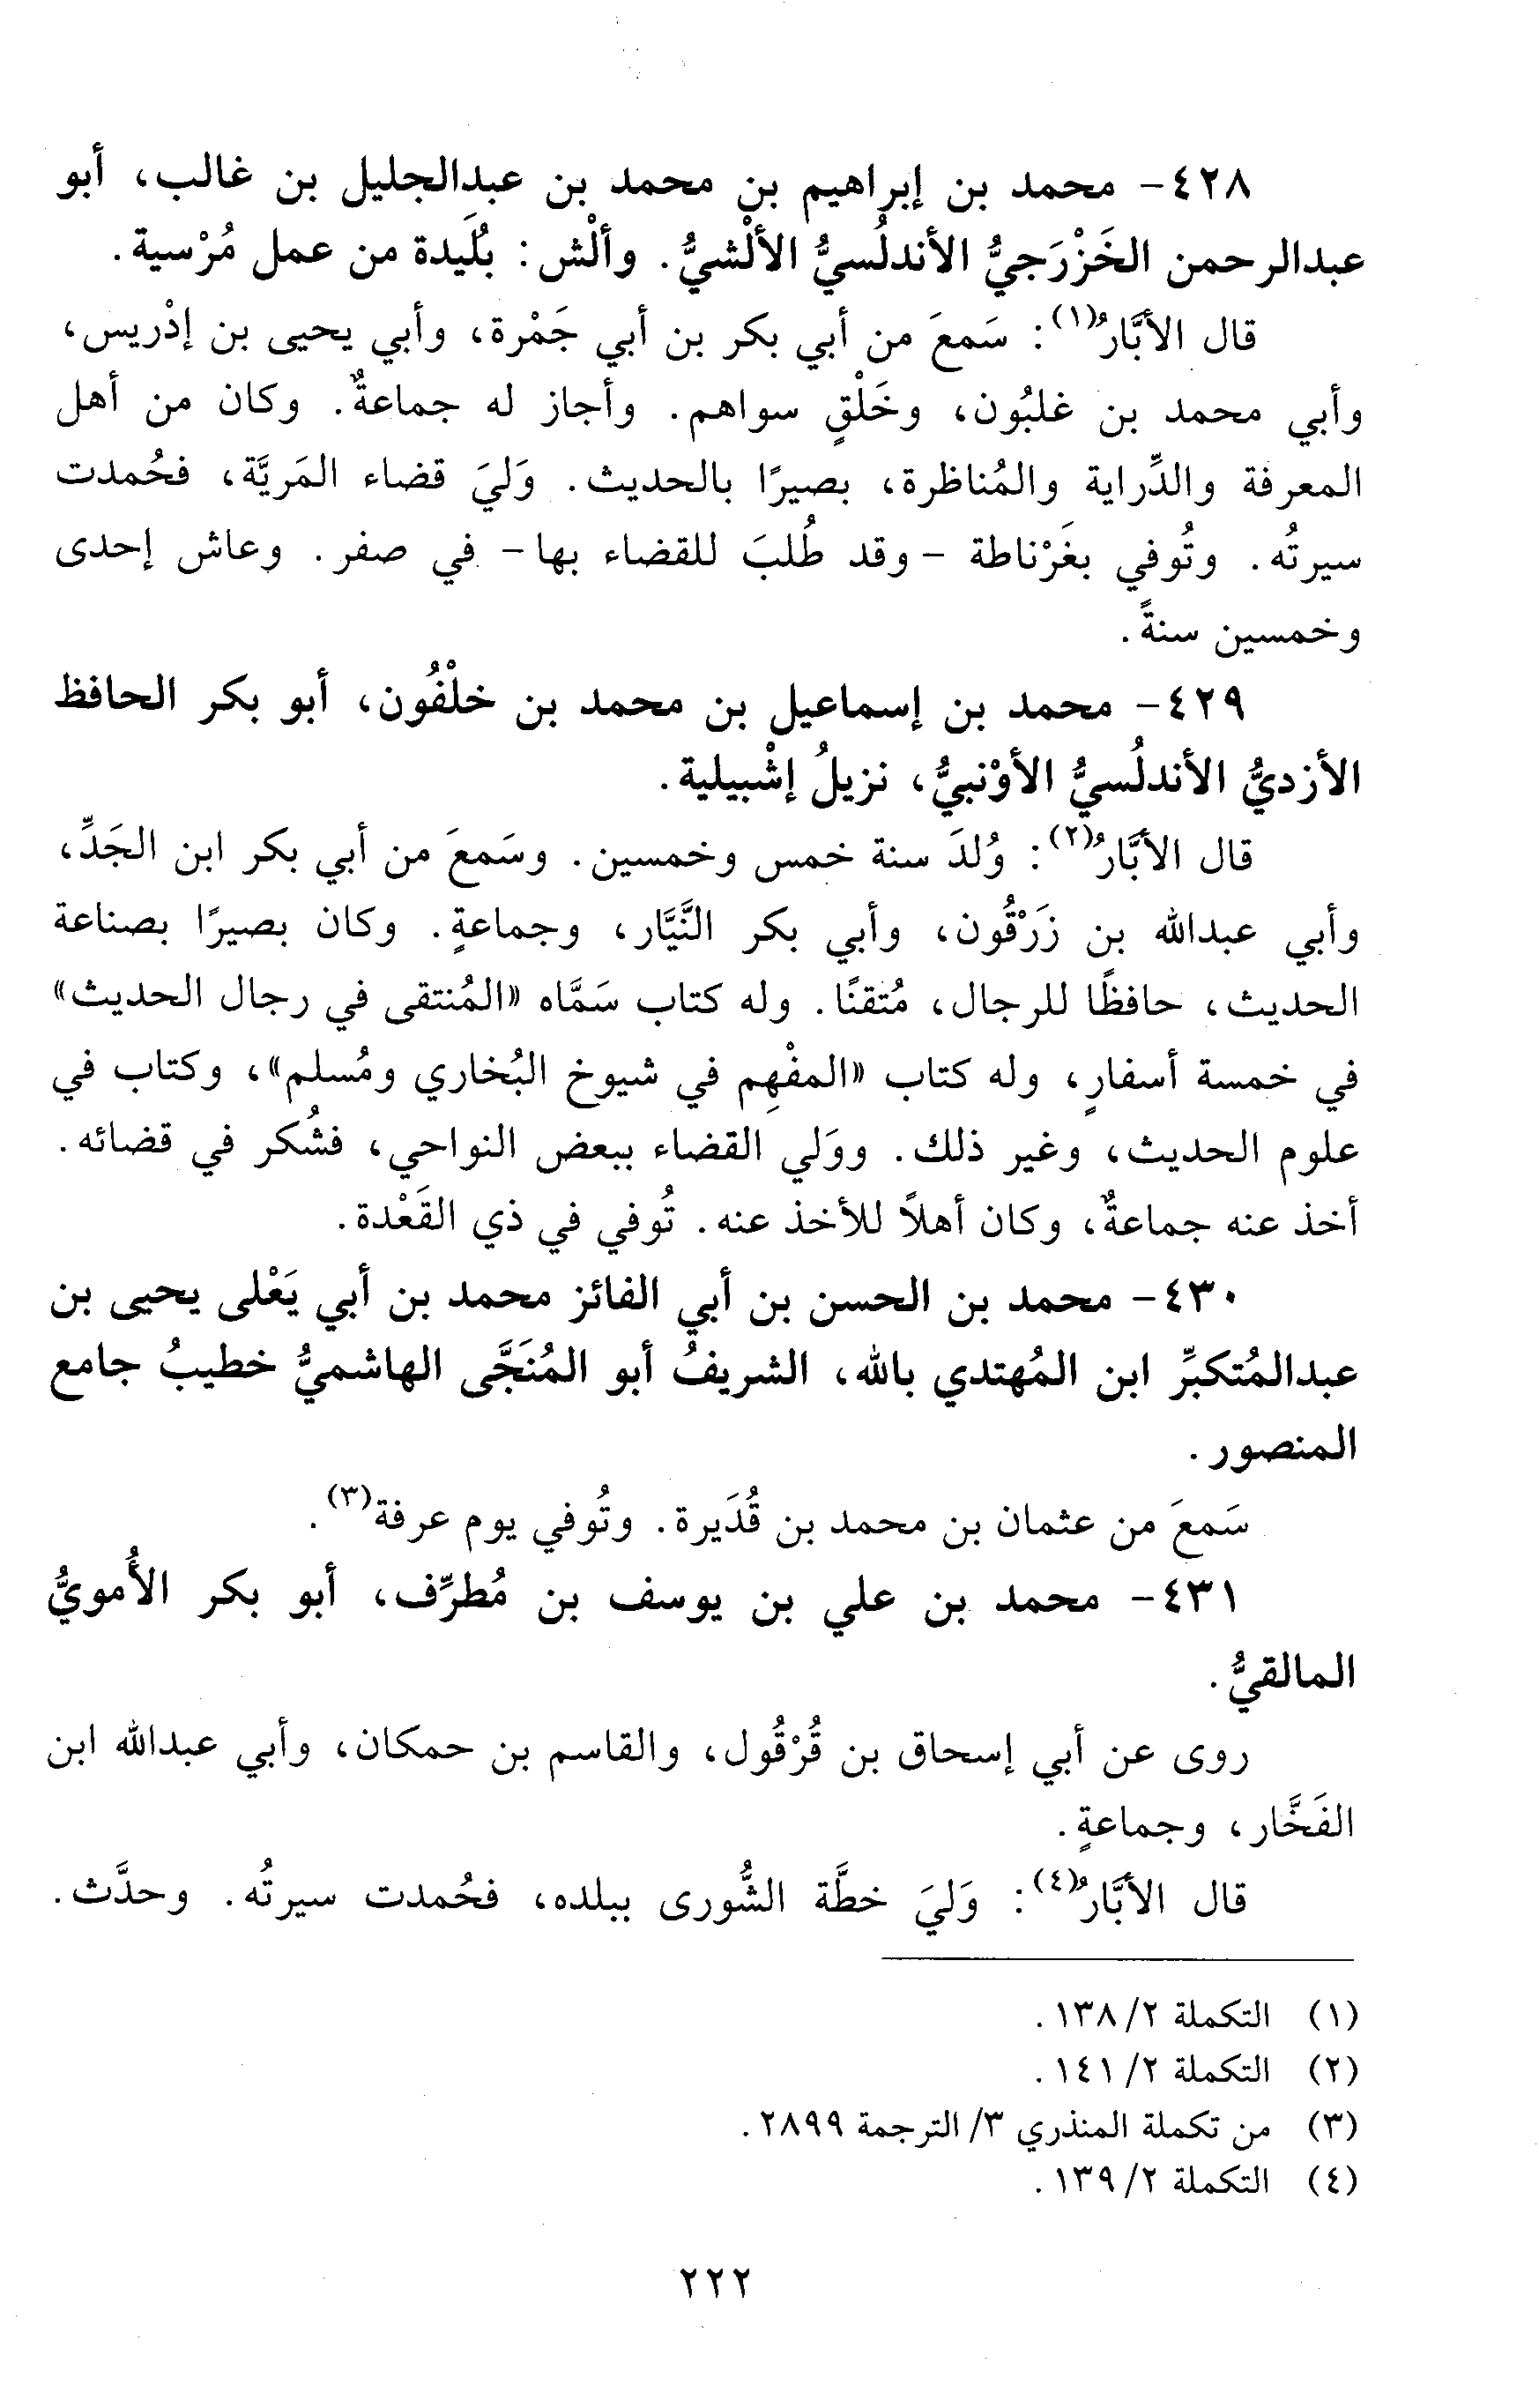 ٤٢٨- محمد بن إبراهيم بن محمد بن عبدالجليل بن غالب، أبو
عبدالرحمن الخَزْرَجيُّ الأندلُسيُّ الألْشيُّ. وألْش: بُلَيدة من عمل مُرْسية.
قال الأبَّارُ(١): سَمعَ من أبي بكر بن أبي جَمْرة، وأبي يحيى بن إدْريس،
وأبي محمد بن غلبُون، وخَلْقٍ سواهم. وأجاز له جماعةٌ. وكان من أهل
المعرفة والدِّراية والمُناظرة، بصيرًا بالحديث. وَليَ قضاء المَريَّة، فحُمدت
سيرتُه. وتُوفي بغَرْناطة - وقد طُلبَ للقضاء بها- في صفر. وعاش إحدى
وخمسين سنةً.
٤٢٩- محمد بن إسماعيل بن محمد بن خلْفُون، أبو بكر الحافظ
الأزديُّ الأندلُسيُّ الأوْنبيُّ، نزيلُ إشْبيلية.
قال الأبَّارُ(٢): وُلدَ سنة خمس وخمسين. وسَمعَ من أبي بكر ابن الجَدِّ،
وأبي عبدالله بن زَرْقُون، وأبي بكر النَّيَّار، وجماعةٍ. وكان بصيرًا بصناعة
الحديث، حافظًا للرجال، مُتقنًا. وله كتاب سَمَّاه «المُنتقى في رجال الحديث»
في خمسة أسفارٍ، وله كتاب «المفْهِم في شيوخ البُخاري ومُسلم»، وكتاب في
علوم الحديث، وغير ذلك. ووَلي القضاء ببعض النواحي، فشُكر في قضائه.
أخذ عنه جماعةٌ، وكان أهلاً للأخذ عنه. تُوفي في ذي القَعْدة.
٤٣٠- محمد بن الحسن بن أبي الفائز محمد بن أبي يَعْلى يحيى بن
عبدالمُتكبِّر ابن المُهتدي بالله، الشريفُ أبو المُنَجَّى الهاشميُّ خطيبُ جامع
المنصور.
سَمعَ من عثمان بن محمد بن قُدَيرة. وتُوفي يوم عرفة(٣).
٤٣١- محمد بن علي بن يوسف بن مُطرِّف، أبو بكر الأُمويُّ
المالقيُّ.
روى عن أبي إسحاق بن قُرْقُول، والقاسم بن حمكان، وأبي عبدالله ابن
الفَخَّار، وجماعةٍ.
قال الأبَّارُ(٤): وَليَ خطَّة الشُّورى ببلده، فحُمدت سيرتُه. وحدَّث.
(١) التكملة ٢/ ١٣٨.
(٢) التكملة ٢/ ١٤١.
(٣) من تكملة المنذري ٣/ الترجمة ٢٨٩٩.
(٤) التكملة ٢/ ١٣٩.
٢٢٢